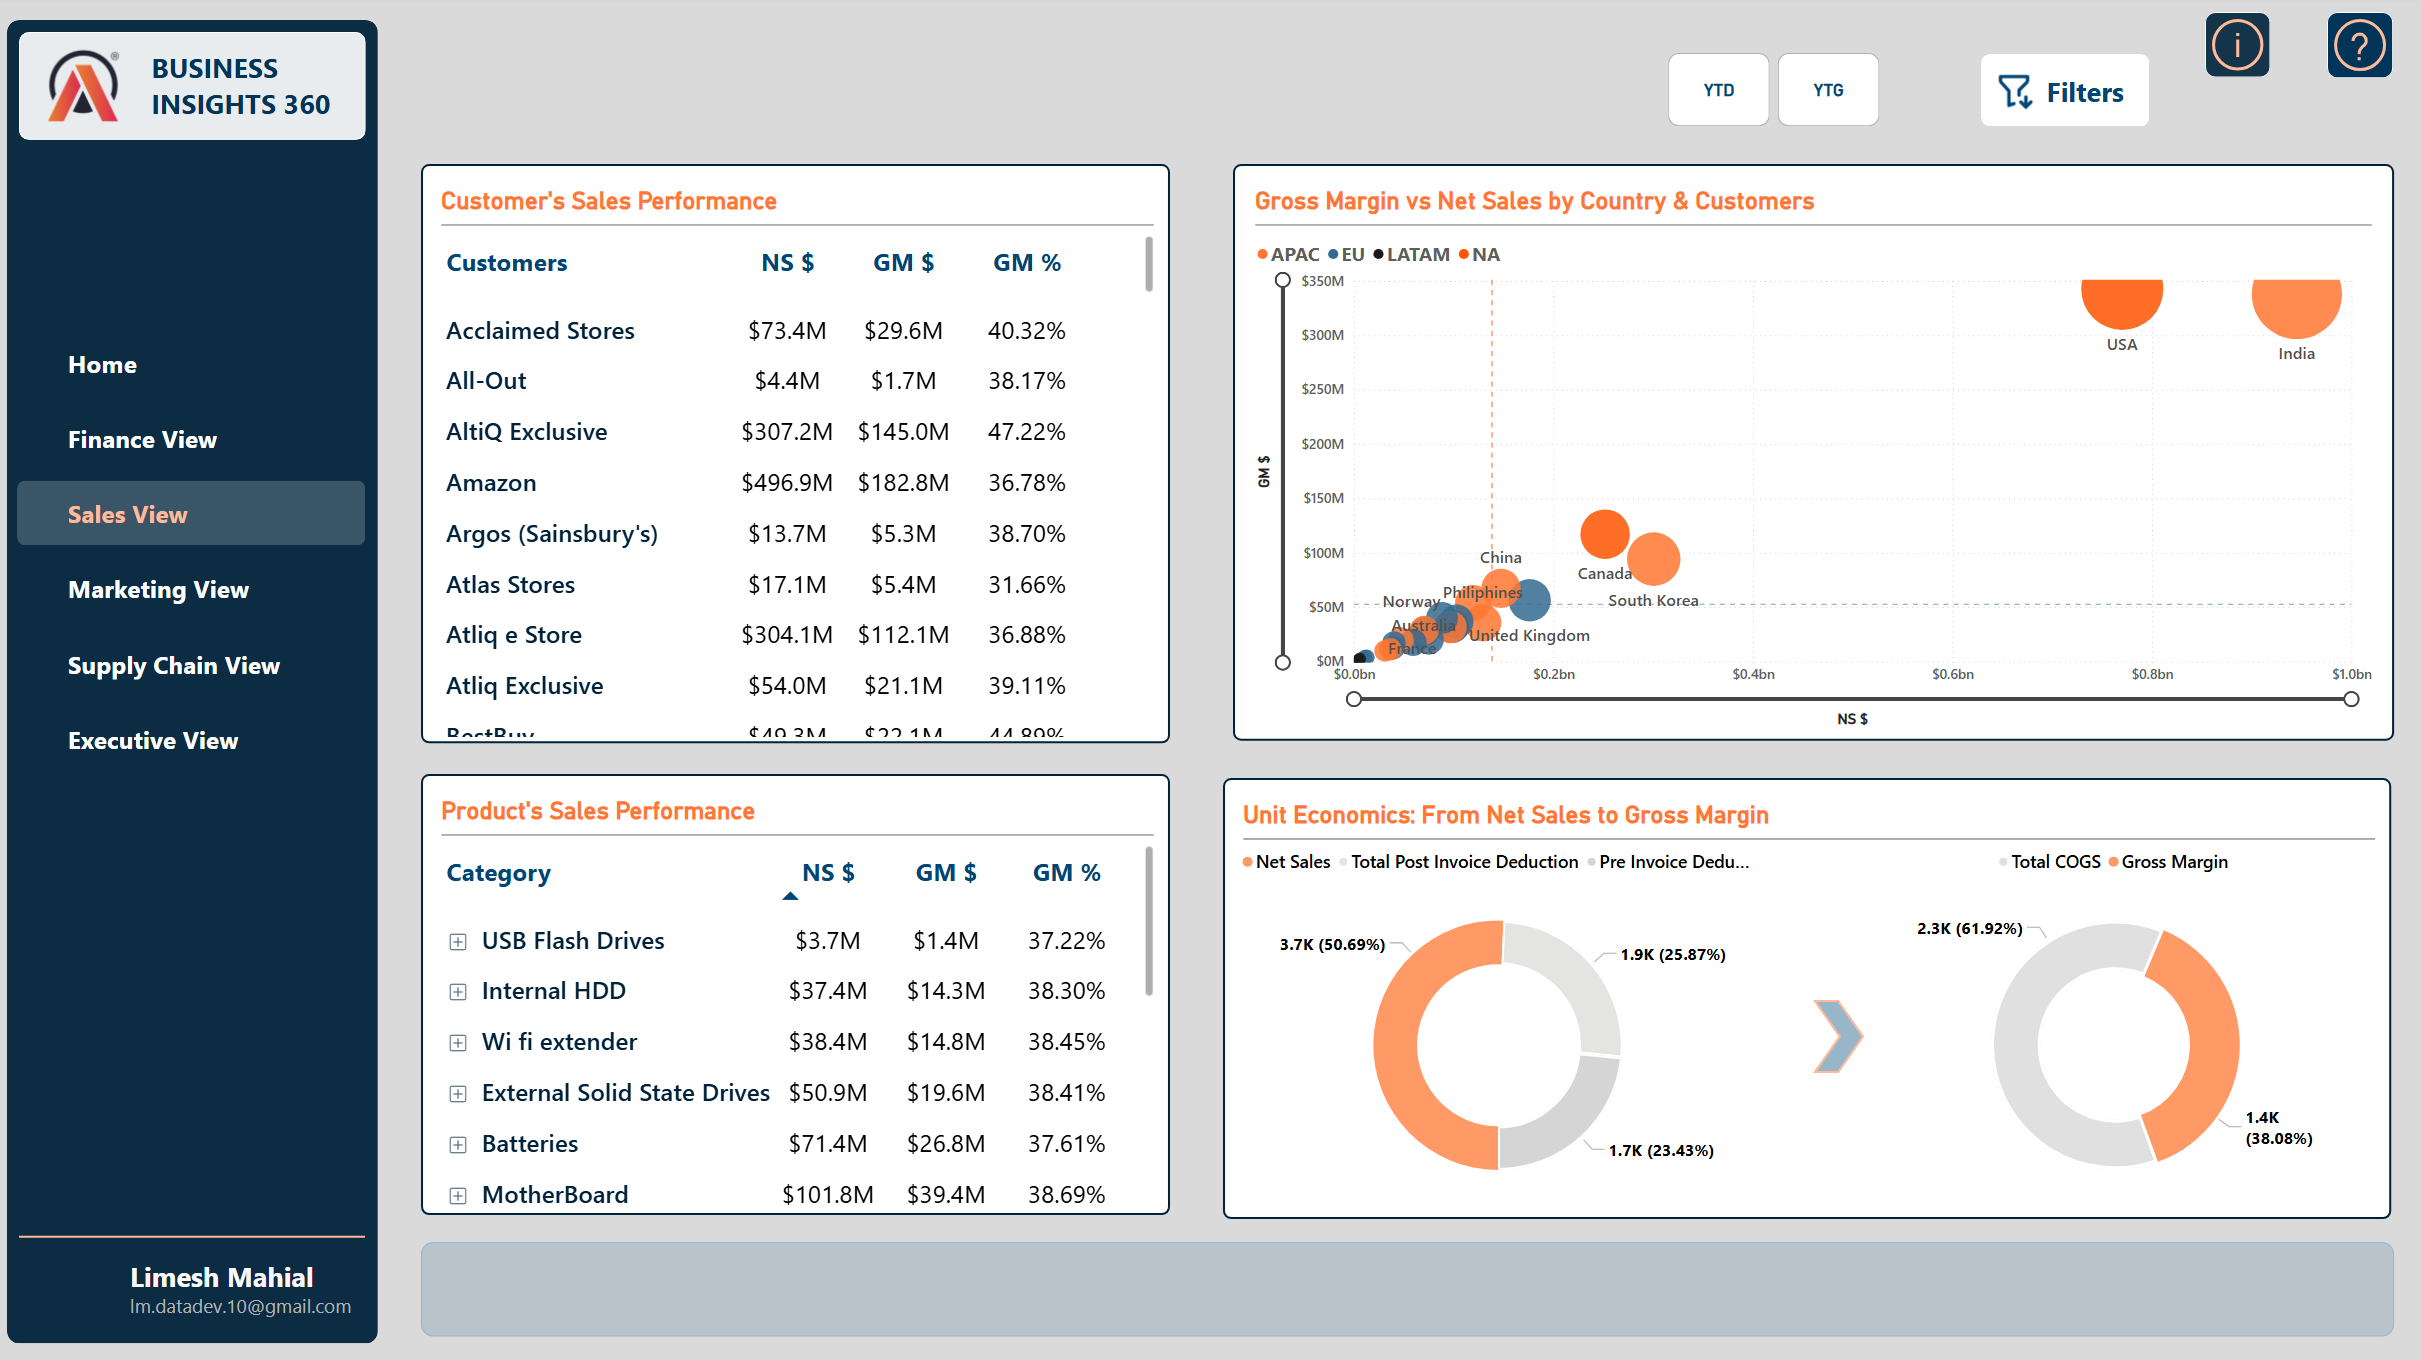 BUSINESS
INSIGHTS 360
®
Home
Finance View
Sales View
Marketing View
Supply Chain View
Executive View
Limesh Mahial
lm.datadev.10@gmail.com
YTD
YTG
Filters
i
?
Customer's Sales Performance
Customers NS $ GM $ GM %
Acclaimed Stores $73.4M $29.6M 40.32%
All-Out $4.4M $1.7M 38.17%
AltiQ Exclusive $307.2M $145.0M 47.22%
Amazon $496.9M $182.8M 36.78%
Argos (Sainsbury's) $13.7M $5.3M 38.70%
Atlas Stores $17.1M $5.4M 31.66%
Atliq e Store $304.1M $112.1M 36.88%
Atliq Exclusive $54.0M $21.1M 39.11%
BestBuy $49.3M $22.1M 44.89%
Gross Margin vs Net Sales by Country & Customers
APAC EU LATAM NA
GM $
$350M
$300M
$250M
$200M
$150M
$100M
$50M
$0M
USA
India
China
Canada
Philiphines
Norway
South Korea
Australia
United Kingdom
France
$0.0bn $0.2bn $0.4bn $0.6bn $0.8bn $1.0bn
NS $
Product's Sales Performance
Category NS $ GM $ GM %
USB Flash Drives $3.7M $1.4M 37.22%
Internal HDD $37.4M $14.3M 38.30%
Wi fi extender $38.4M $14.8M 38.45%
External Solid State Drives $50.9M $19.6M 38.41%
Batteries $71.4M $26.8M 37.61%
MotherBoard $101.8M $39.4M 38.69%
Unit Economics: From Net Sales to Gross Margin
Net Sales Total Post Invoice Deduction Pre Invoice Dedu...
3.7K (50.69%)
1.9K (25.87%)
1.7K (23.43%)
Total COGS Gross Margin
2.3K (61.92%)
1.4K
(38.08%)